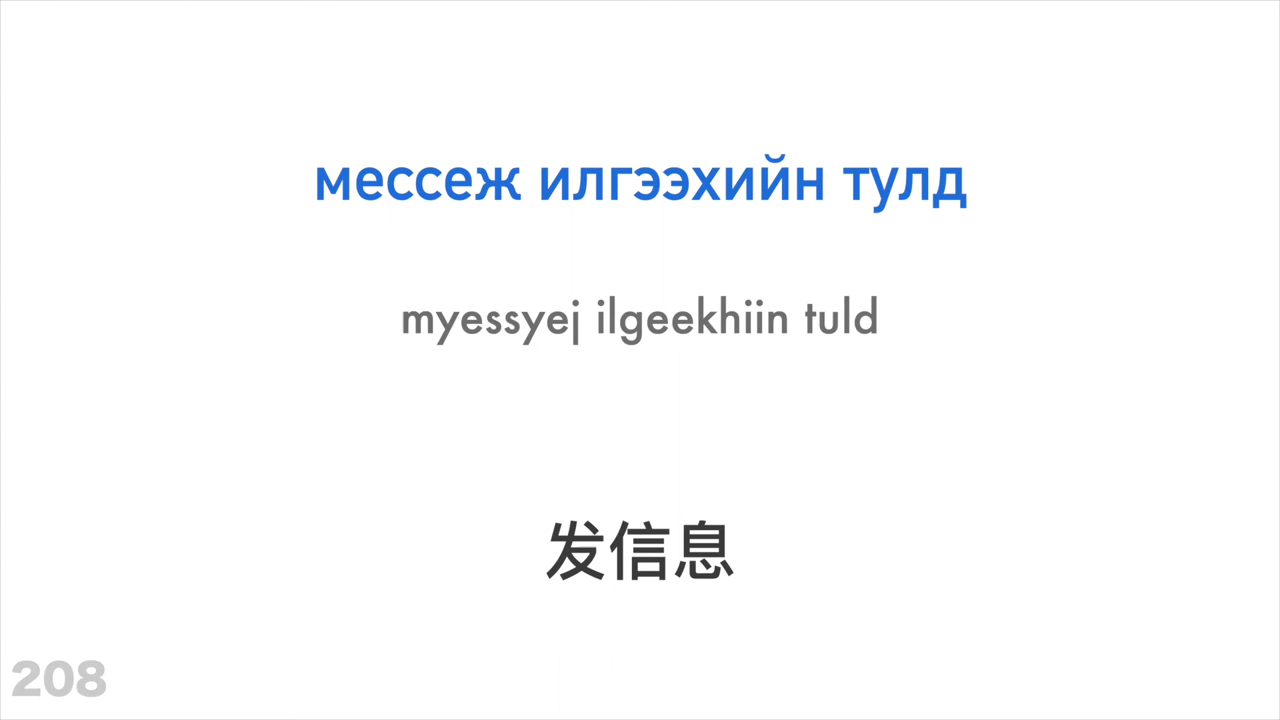 мессеж илгээхийн тулд
myessyej ilgeekhiin tuld
发信息
208